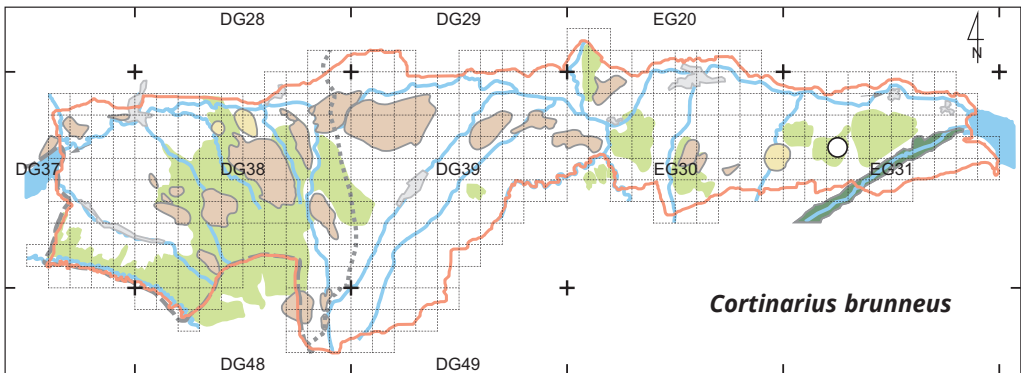 DG28 DG29 EG20
N
DG37 DG38 DG39 EG30 EG31
Cortinarius brunneus
DG48 DG49